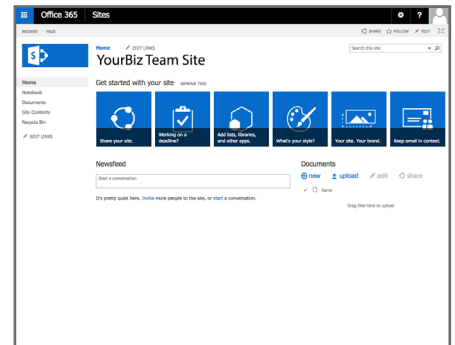 Office 365 Sites ?
BROWSE PAGE SHARE FOLLOW EDIT
S
Home EDIT LINKS
Search this site
YourBiz Team Site
Get started with your site REMOVE THIS
Home
Notebook
Documents
Site Contents
Recycle Bin
EDIT LINKS
Share your site.
Working on a
deadline?
Add lists, libraries,
and other apps.
What's your style?
Your site. Your brand.
Keep email in context.
Newsfeed
Start a conversation
It's pretty quiet here. Invite more people to the site, or start a conversation.
Documents
new upload edit share
Name
Drag files here to upload